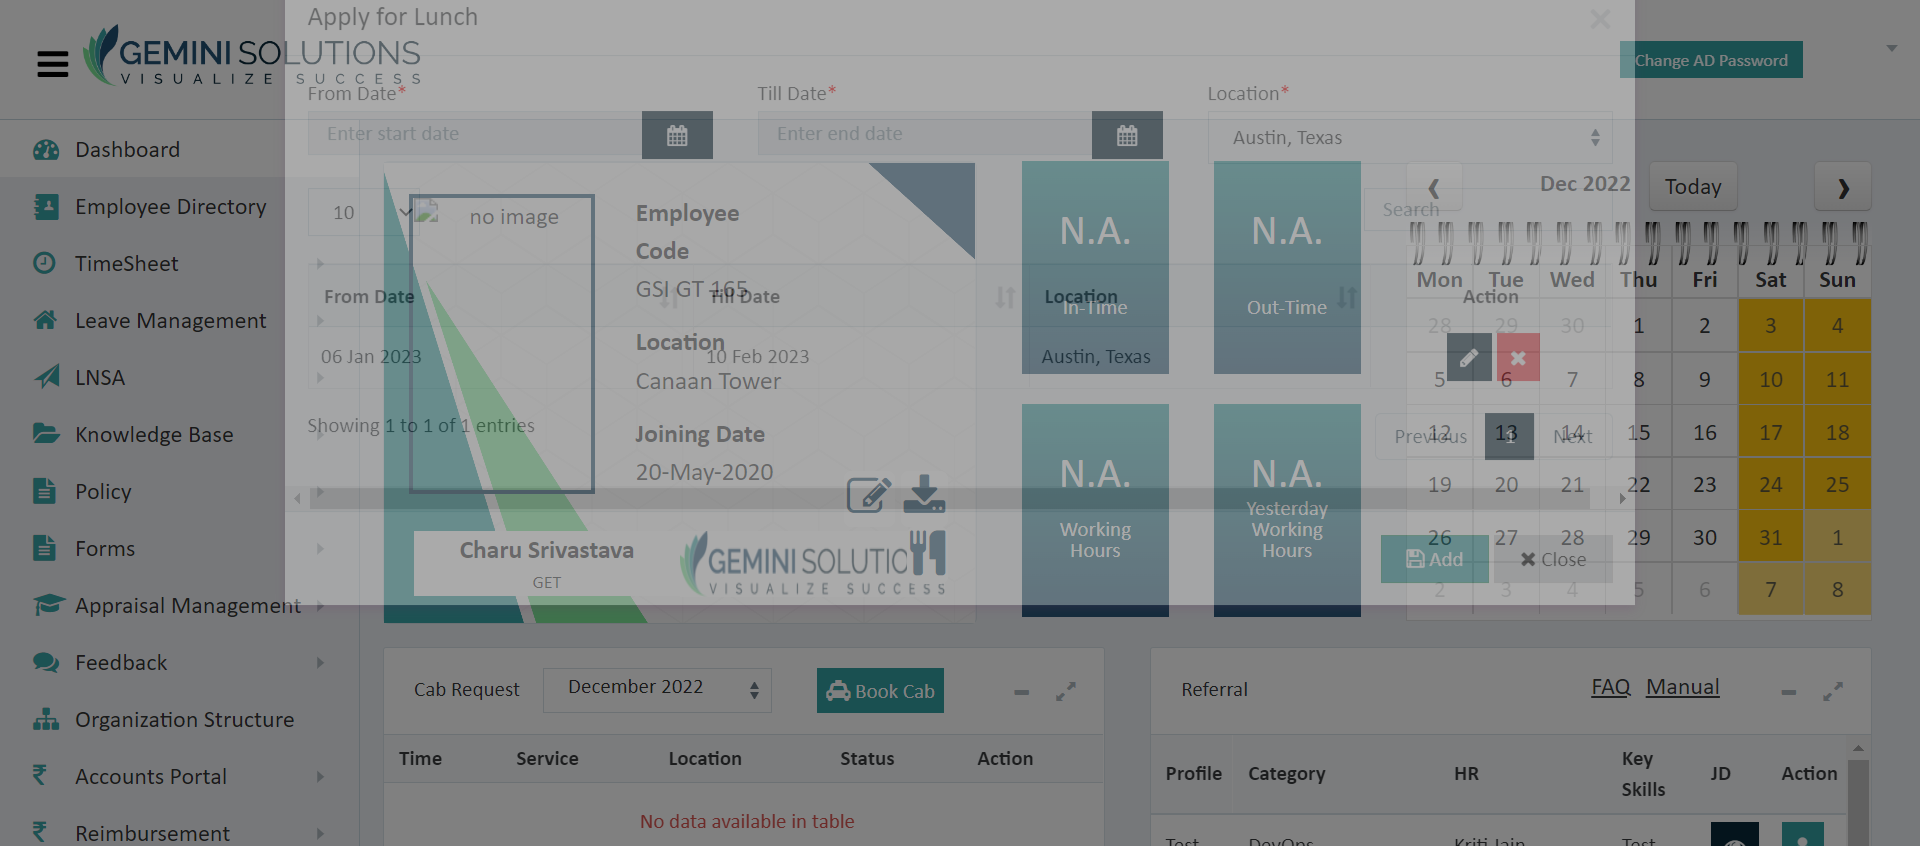 Apply for Lunch
GEMINI SOLUTIONS
VISUALIZE SUCCESS
Change AD Password
From Date*
Till Date*
Location*
Enter start date
Enter end date
Austin, Texas
10
Search
From Date
Till Date
Location
Action
06 Jan 2023
10 Feb 2023
Austin, Texas
Showing 1 to 1 of 1 entries
Previous
1
Next
Add
Close
Dashboard
Employee Directory
TimeSheet
Leave Management
LNSA
Knowledge Base
Policy
Forms
Appraisal Management
Feedback
Organization Structure
Accounts Portal
Reimbursement
no image
Employee
Code
GSI GT 165
Location
Canaan Tower
Joining Date
20-May-2020
Charu Srivastava
GET
GEMINI SOLUTIO
VISUALIZE SUCCESS
N.A.
In-Time
N.A.
Out-Time
N.A.
Working
Hours
N.A.
Yesterday
Working
Hours
Dec 2022
Today
Mon Tue Wed Thu Fri Sat Sun
28 29 30 1 2 3 4
5 6 7 8 9 10 11
12 13 14 15 16 17 18
19 20 21 22 23 24 25
26 27 28 29 30 31 1
2 3 4 5 6 7 8
Cab Request
December 2022
Book Cab
Time Service Location Status Action
No data available in table
Referral
FAQ Manual
Profile Category HR Key Skills JD Action
Test DevOps Kriti Jain Test